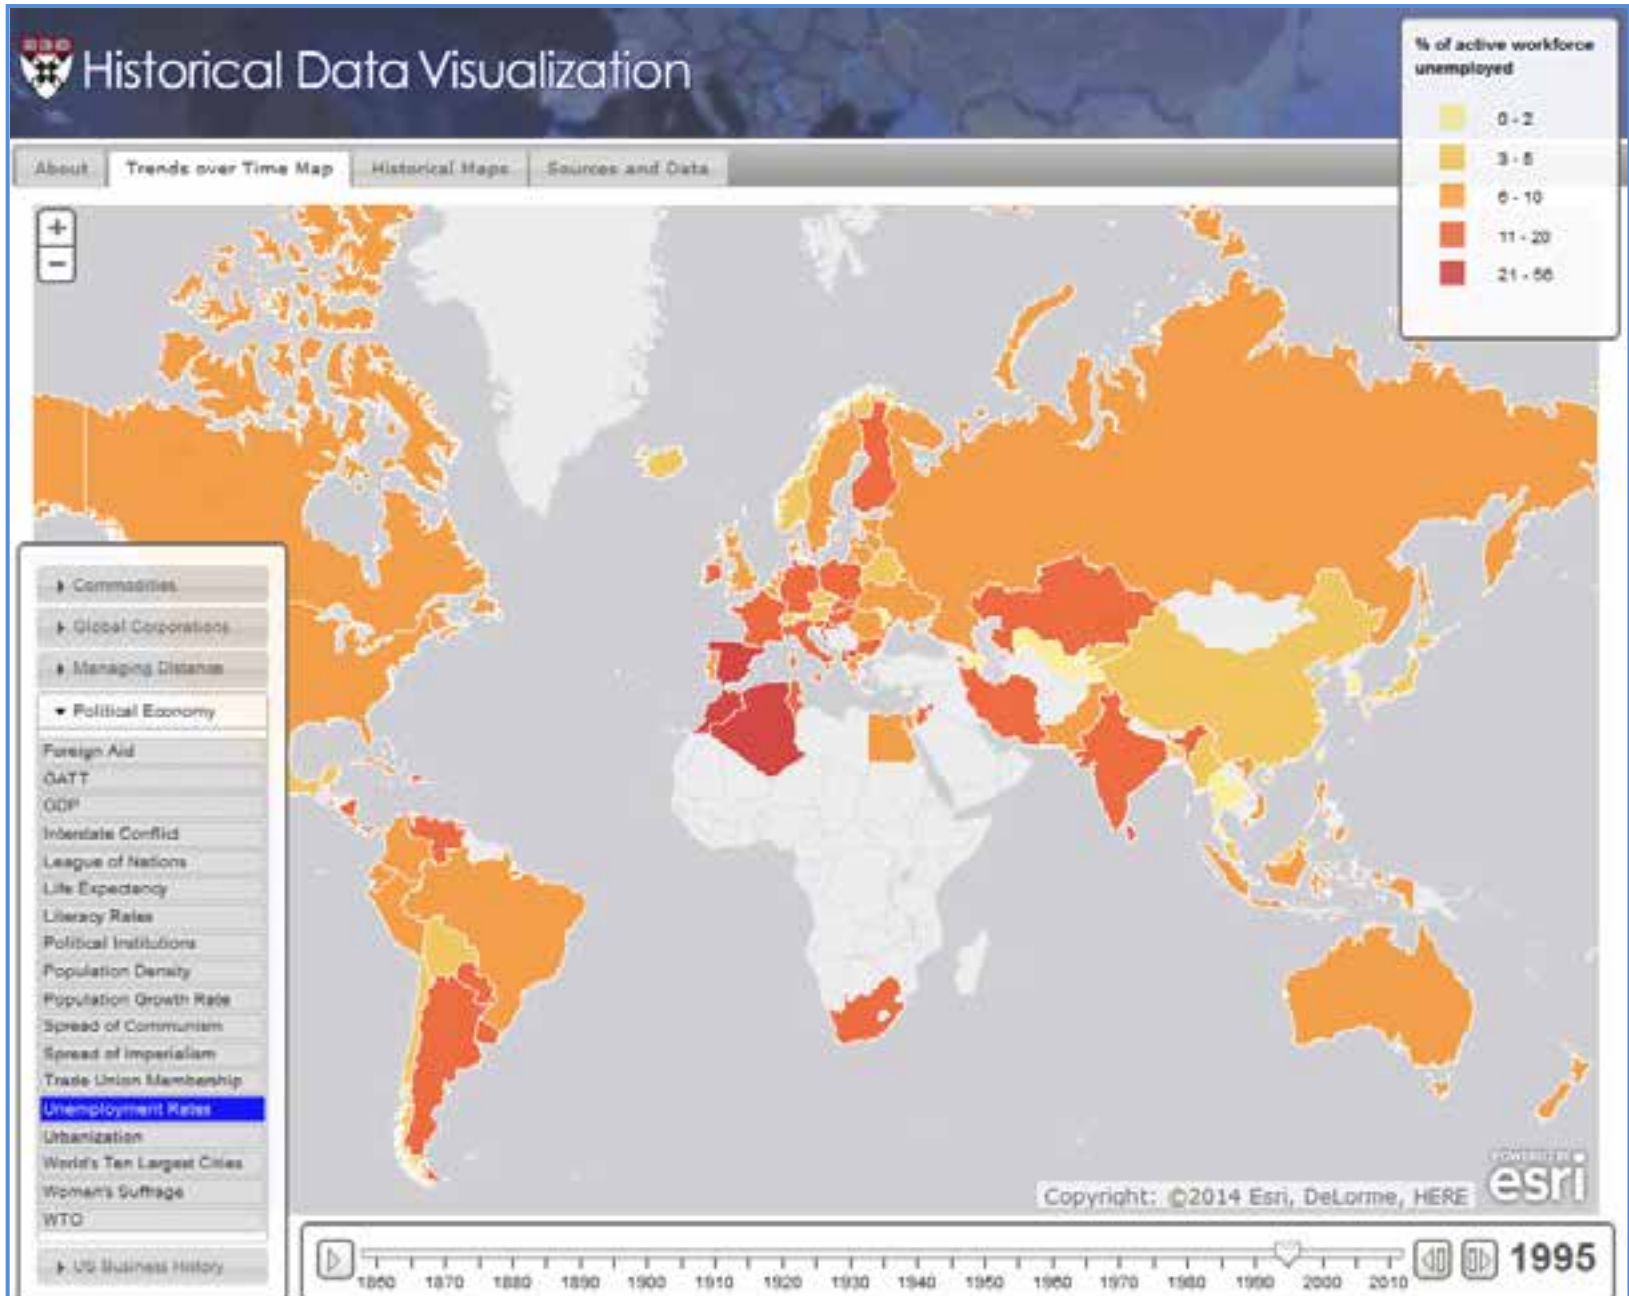 Historical Data Visualization
% of active workforce
unemployed
0 - 2
3 - 5
6 - 10
11 - 20
21 - 56
About
Trends over Time Map
Historical Maps
Sources and Data
+
−
Commodities
Global Corporations
Managing Distance
Political Economy
Foreign Aid
GATT
GDP
Interstate Conflict
League of Nations
Life Expectancy
Literacy Rates
Political Institutions
Population Density
Population Growth Rate
Spread of Communism
Spread of Imperialism
Trade Union Membership
Unemployment Rates
Urbanization
World's Ten Largest Cities
Women's Suffrage
WTO
US Business History
POWERED BY
esri
Copyright: ©2014 Esri, DeLorme, HERE
1860 1870 1880 1890 1900 1910 1920 1930 1940 1950 1960 1970 1980 1990 2000 2010
1995